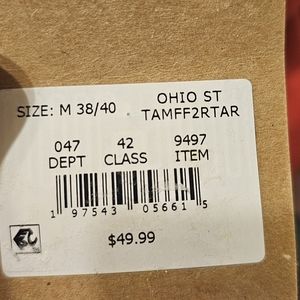 OHIO ST
SIZE: M 38/40 TAMFF2RTAR
047 42 9497
DEPT CLASS ITEM
1 97543 05661 5
$49.99